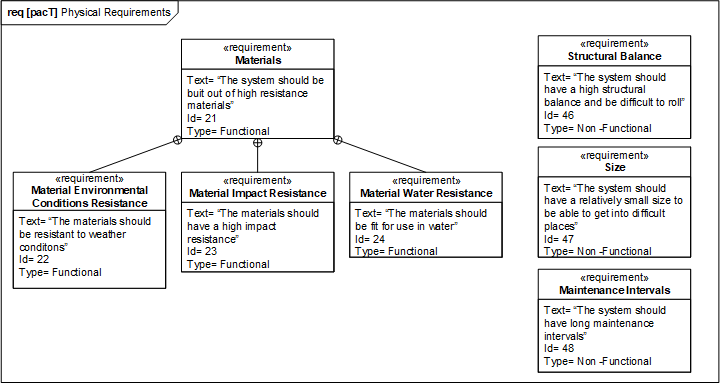 req [pacT] Physical Requirements
«requirement»
Materials
Text= “The system should be
buit out of high resistance
materials”
Id= 21
Type= Functional
«requirement»
Material Environmental
Conditions Resistance
Text= “The materials should
be resistant to weather
conditons”
Id= 22
Type= Functional
«requirement»
Material Impact Resistance
Text= “The materials should
have a high impact
resistance”
Id= 23
Type= Functional
«requirement»
Material Water Resistance
Text= “The materials should
be fit for use in water”
Id= 24
Type= Functional
«requirement»
Structural Balance
Text= “The system should
have a high structural
balance and be difficult to roll”
Id= 46
Type= Non -Functional
«requirement»
Size
Text= “The system should
have a relatively small size to
be able to get into difficult
places”
Id= 47
Type= Non -Functional
«requirement»
Maintenance Intervals
Text= “The system should
have long maintenance
intervals”
Id= 48
Type= Non -Functional